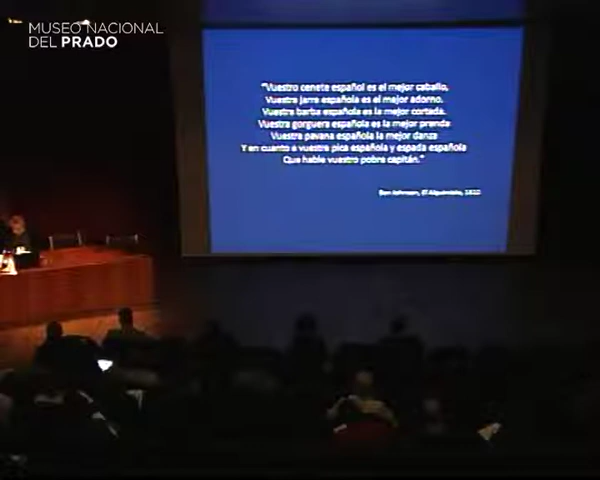 MUSEO NACIONAL
DEL PRADO
"Vuestro cenete español es el mejor caballo,
Vuestra jarra española es el mejor adorno.
Vuestra barba española es la mejor cortada.
Vuestra gorguera española es la mejor prenda
Vuestra pavana española la mejor danza
Y en cuanto a vuestra pica española y espada española
Que hable vuestro pobre capitán."
Ben Johnson, El Alquimista, 1610